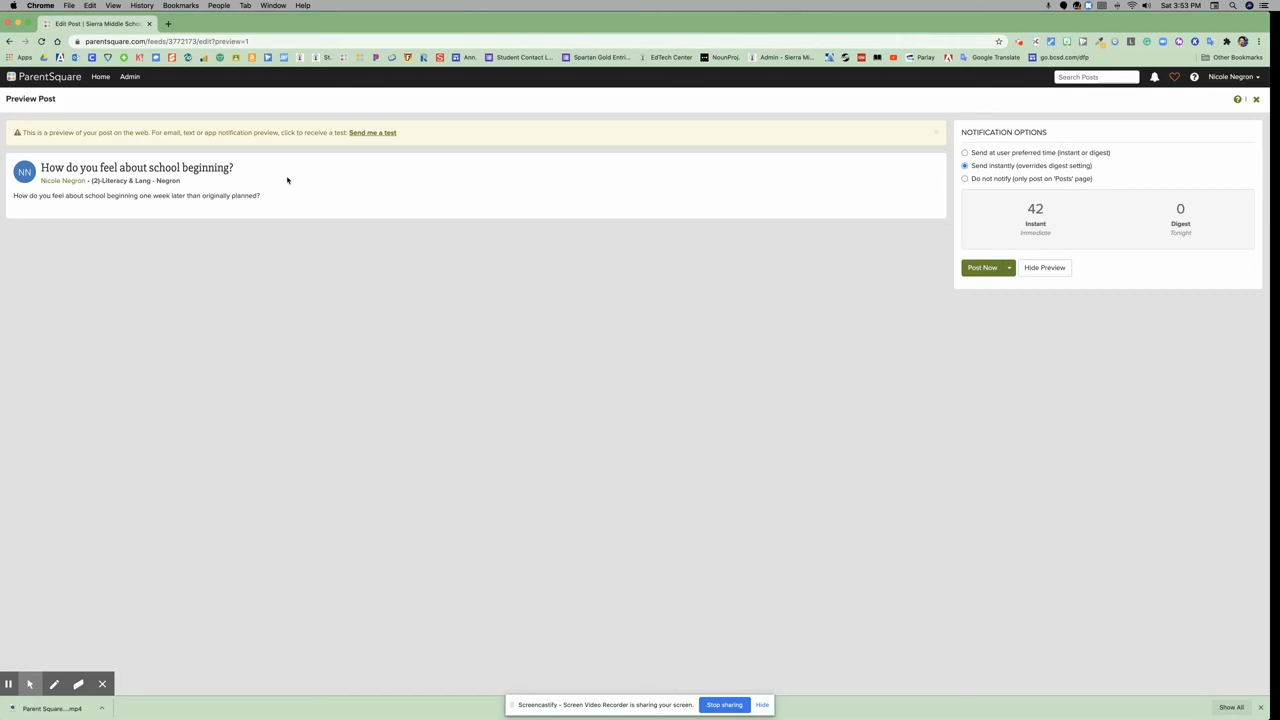 Chrome File Edit View History Bookmarks People Tab Window Help
Sat 3:53 PM
Edit Post | Sierra Middle Schoo
parentsquare.com/feeds/3772173/edit?preview=1
Apps
St.
Ann.
Student Contact L...
Spartan Gold Entri...
EdTech Center
NounProj.
Admin - Sierra Mi...
Parlay
Google Translate
go.bcsd.com/dfp
Other Bookmarks
ParentSquare Home Admin
Search Posts
Nicole Negron
Preview Post
This is a preview of your post on the web. For email, text or app notification preview, click to receive a test: Send me a test
NN
How do you feel about school beginning?
Nicole Negron • (2)-Literacy & Lang - Negron
How do you feel about school beginning one week later than originally planned?
NOTIFICATION OPTIONS
Send at user preferred time (instant or digest)
Send instantly (overrides digest setting)
Do not notify (only post on 'Posts' page)
42 0
Instant Digest
Immediate Tonight
Post Now Hide Preview
Screencastify - Screen Video Recorder is sharing your screen. Stop sharing Hide
Parent Square....mp4
Show All